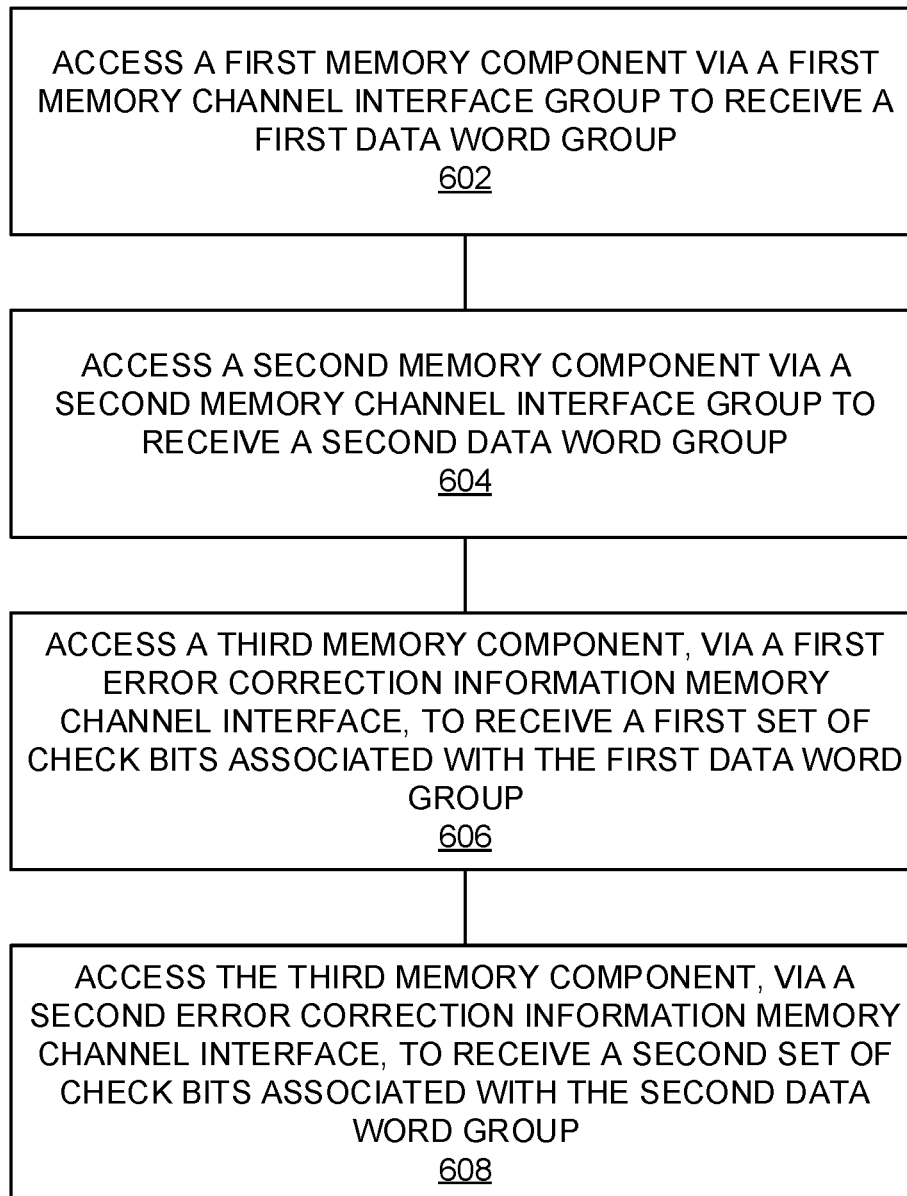 ACCESS A FIRST MEMORY COMPONENT VIA A FIRST
MEMORY CHANNEL INTERFACE GROUP TO RECEIVE A
FIRST DATA WORD GROUP
602
ACCESS A SECOND MEMORY COMPONENT VIA A
SECOND MEMORY CHANNEL INTERFACE GROUP TO
RECEIVE A SECOND DATA WORD GROUP
604
ACCESS A THIRD MEMORY COMPONENT, VIA A FIRST
ERROR CORRECTION INFORMATION MEMORY
CHANNEL INTERFACE, TO RECEIVE A FIRST SET OF
CHECK BITS ASSOCIATED WITH THE FIRST DATA WORD
GROUP
606
ACCESS THE THIRD MEMORY COMPONENT, VIA A
SECOND ERROR CORRECTION INFORMATION MEMORY
CHANNEL INTERFACE, TO RECEIVE A SECOND SET OF
CHECK BITS ASSOCIATED WITH THE SECOND DATA
WORD GROUP
608